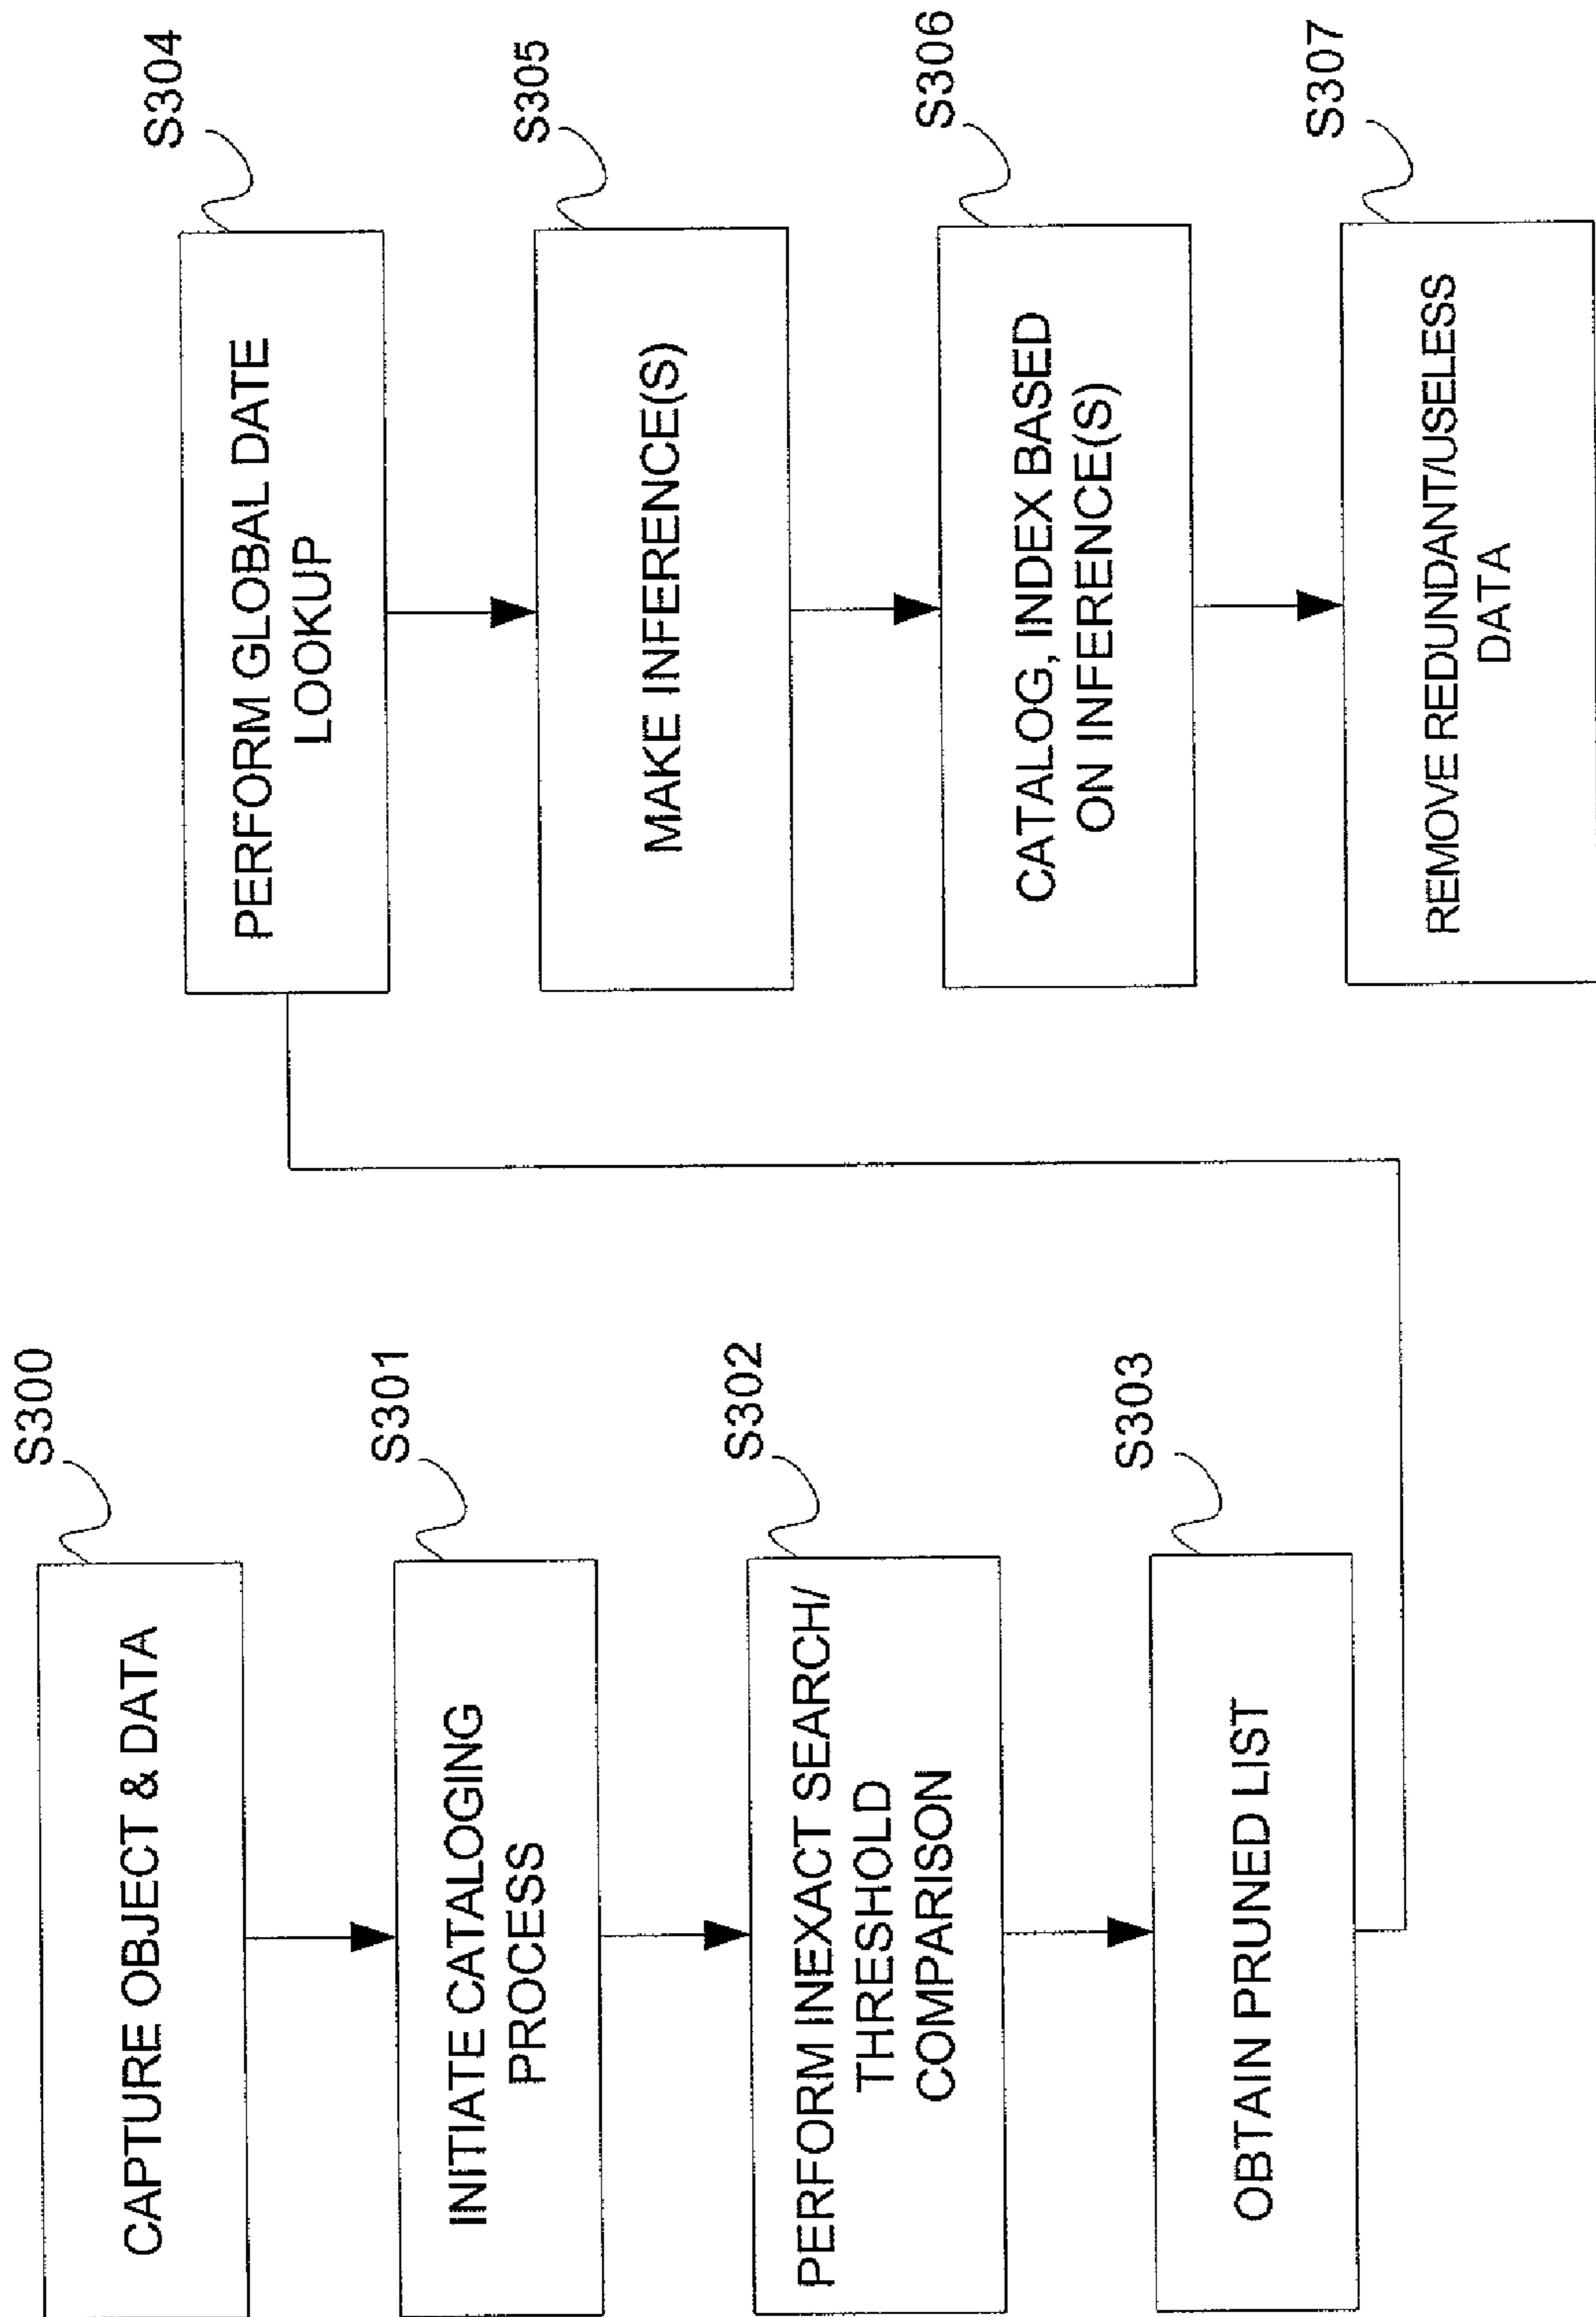 S300
CAPTURE OBJECT & DATA
S301
INITIATE CATALOGING
PROCESS
S302
PERFORM INEXACT SEARCH/
THRESHOLD
COMPARISON
S303
OBTAIN PRUNED LIST
S304
PERFORM GLOBAL DATE
LOOKUP
S305
MAKE INFERENCE(S)
S306
CATALOG, INDEX BASED
ON INFERENCE(S)
S307
REMOVE REDUNDANT/USELESS
DATA